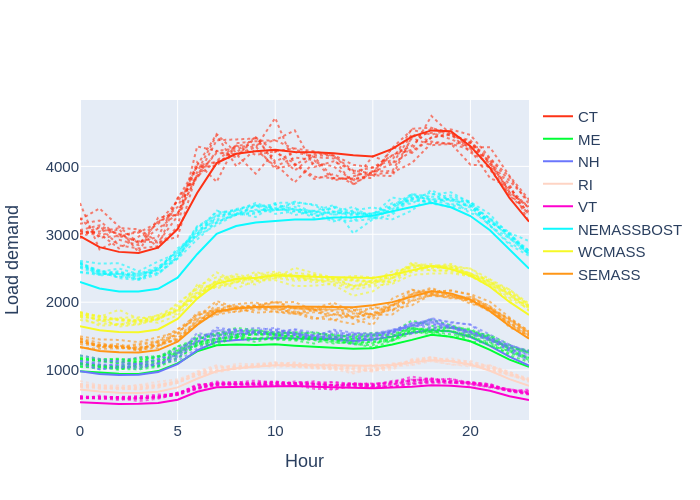 Load demand
4000
3000
2000
1000
0 5 10 15 20
Hour
CT
ME
NH
RI
VT
NEMASSBOST
WCMASS
SEMASS